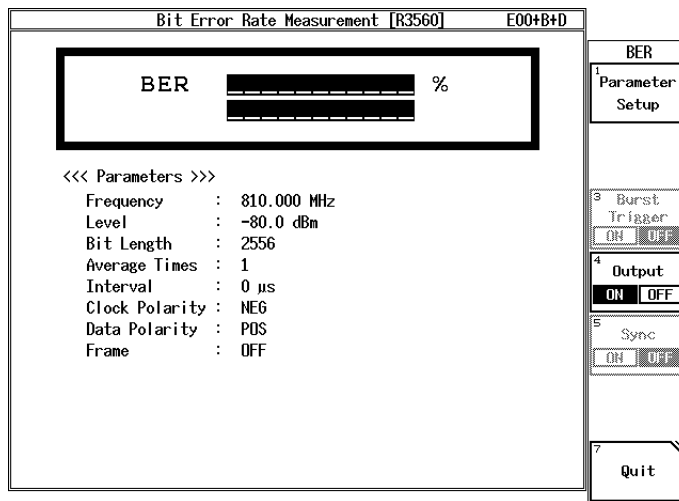 Bit Error Rate Measurement [R3560] E00+B+D
BER %
<<< Parameters >>>
Frequency : 810.000 MHz
Level : -80.0 dBm
Bit Length : 2556
Average Times : 1
Interval : 0 μs
Clock Polarity : NEG
Data Polarity : POS
Frame : OFF
BER
1
Parameter
Setup
3 Burst
Trigger
ON OFF
4
Output
ON OFF
5
Sync
ON OFF
7
Quit